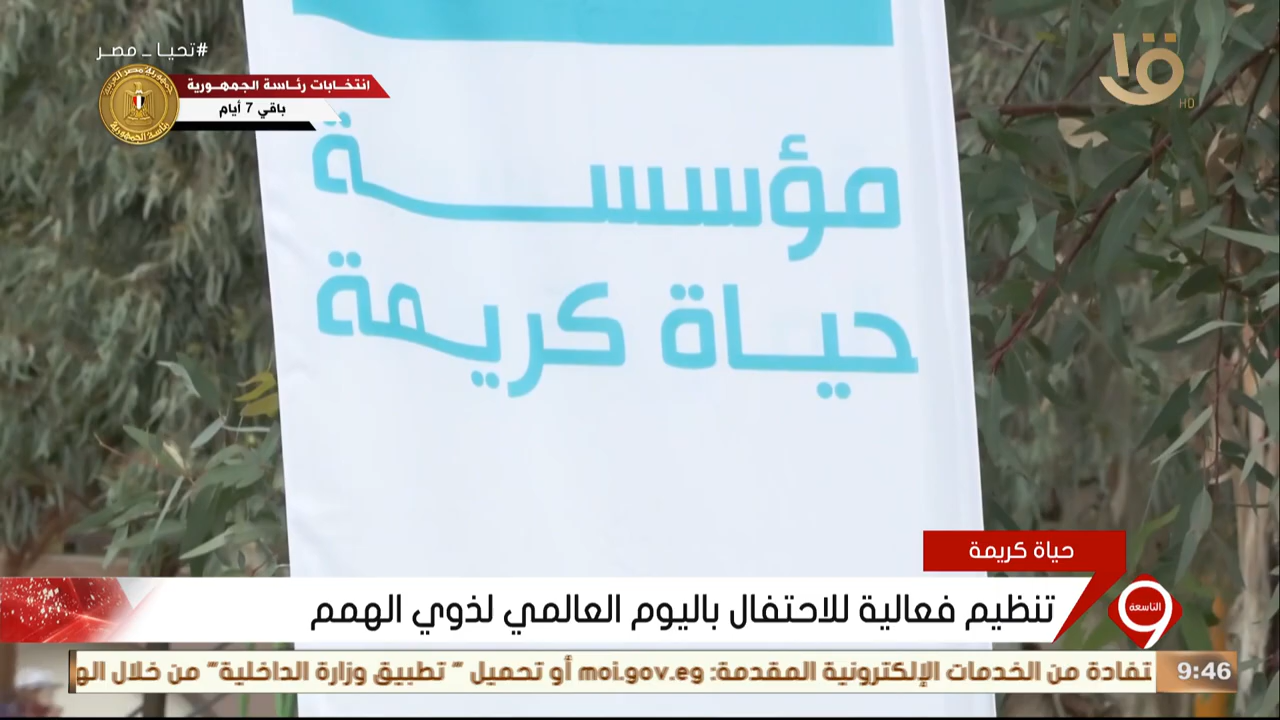 #تحيا_مصر
انتخابات رئاسة الجمهورية
باقي 7 أيام
HD
مؤسسة
حياة كريمة
حياة كريمة
تنظيم فعالية للاحتفال باليوم العالمي لذوي الهمم
التاسعة
9
تفادة من الخدمات الإلكترونية المقدمة: moi.gov.eg أو تحميل " تطبيق وزارة الداخلية" من خلال اله
9:46